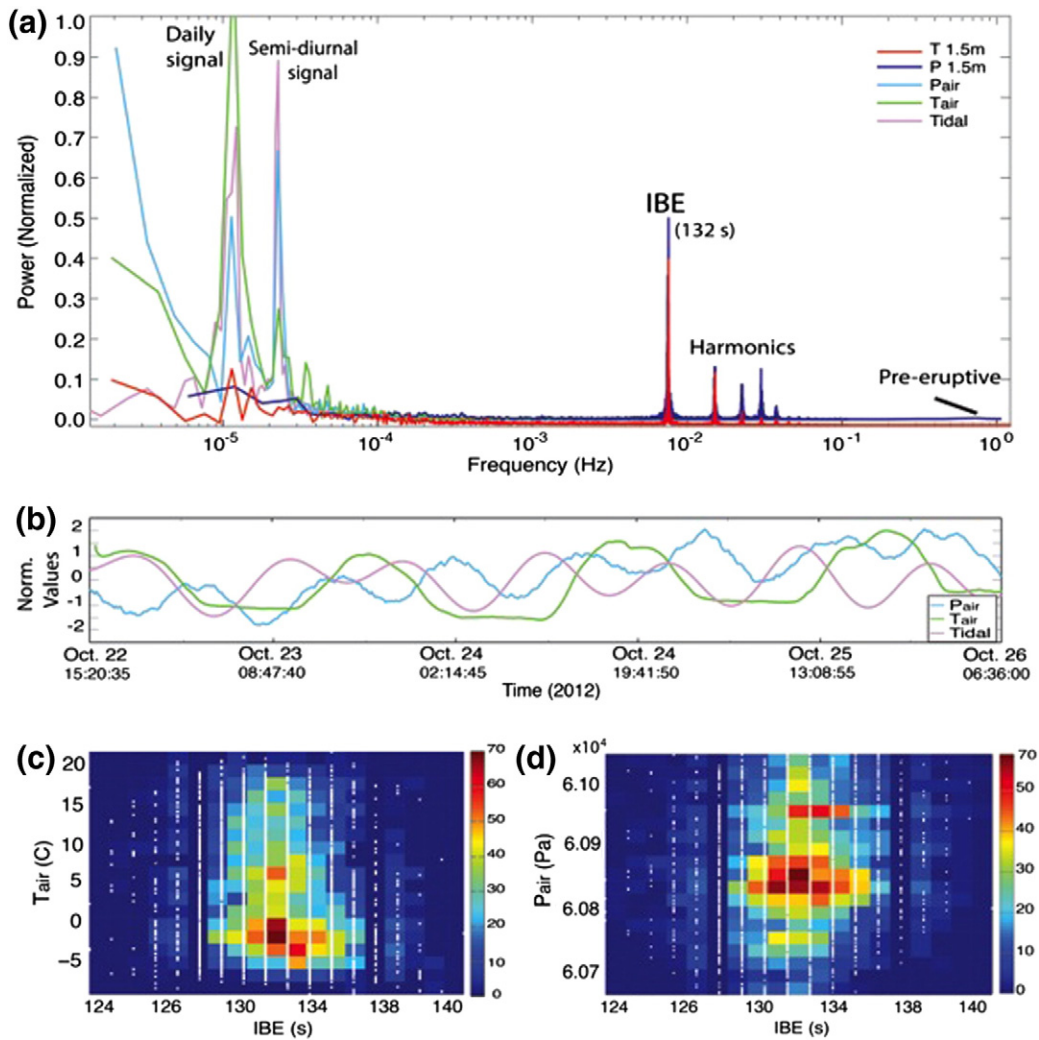 (a)
1.0
0.9
0.8
0.7
0.6
0.5
0.4
0.3
0.2
0.1
0.0
Power (Normalized)
Daily
signal
Semi-diurnal
signal
T 1.5m
P 1.5m
Pair
Tair
Tidal
IBE
(132 s)
Harmonics
Pre-eruptive
10-5
10-4
10-3
10-2
10-1
100
Frequency (Hz)
(b)
2
1
0
-1
-2
Norm.
Values
Pair
Tair
Tidal
Oct. 22
15:20:35
Oct. 23
08:47:40
Oct. 24
02:14:45
Oct. 24
19:41:50
Oct. 25
13:08:55
Oct. 26
06:36:00
Time (2012)
(c)
20
15
10
5
0
-5
Tair (C)
124 126 130 134 138 140
IBE (s)
70
60
50
40
30
20
10
0
(d)
x10⁴
6.10
6.09
6.08
6.07
Pair (Pa)
124 126 130 134 138 140
IBE (s)
70
60
50
40
30
20
10
0